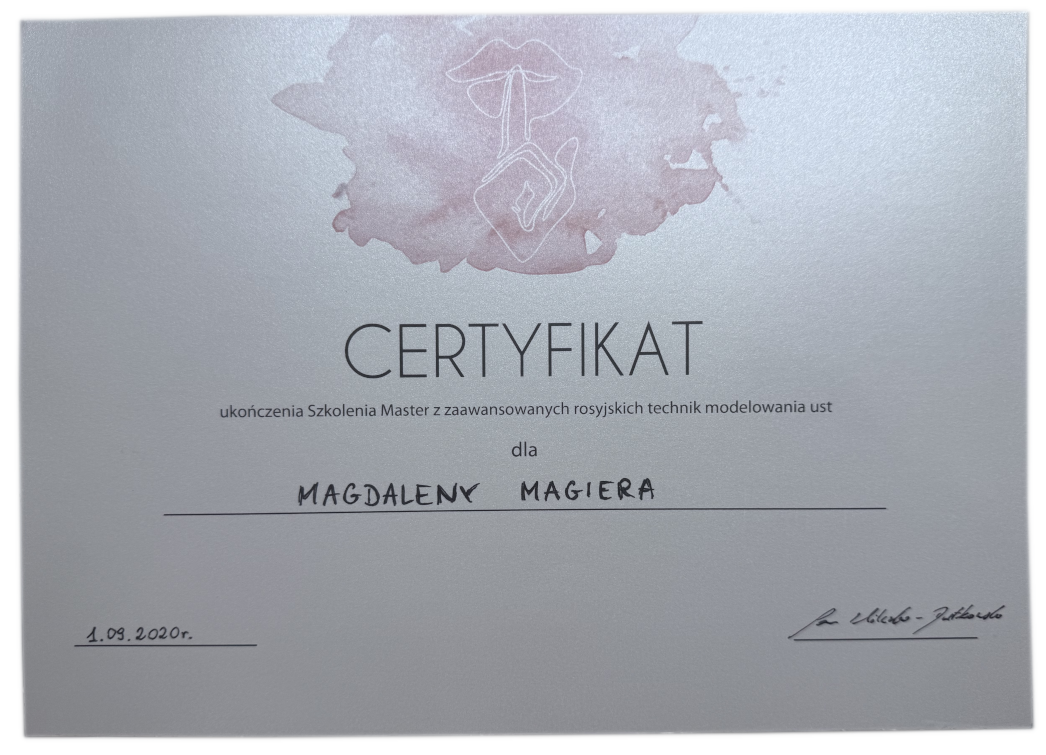 CERTYFIKAT
ukończenia Szkolenia Master z zaawansowanych rosyjskich technik modelowania ust
dla
MAGDALENY MAGIERA
1.09.2020r.